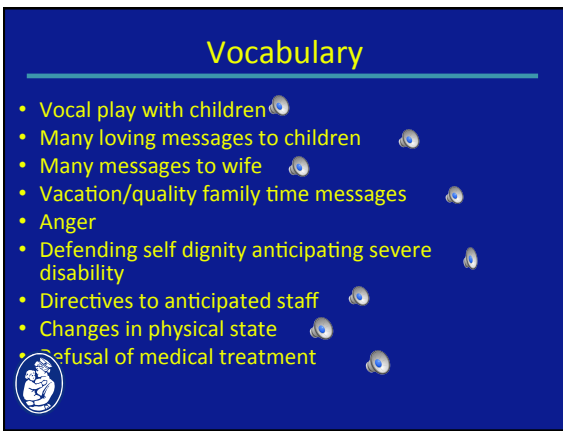 Vocabulary
• Vocal play with children
• Many loving messages to children
• Many messages to wife
• Vacation/quality family time messages
• Anger
• Defending self dignity anticipating severe
disability
• Directives to anticipated staff
• Changes in physical state
• Refusal of medical treatment